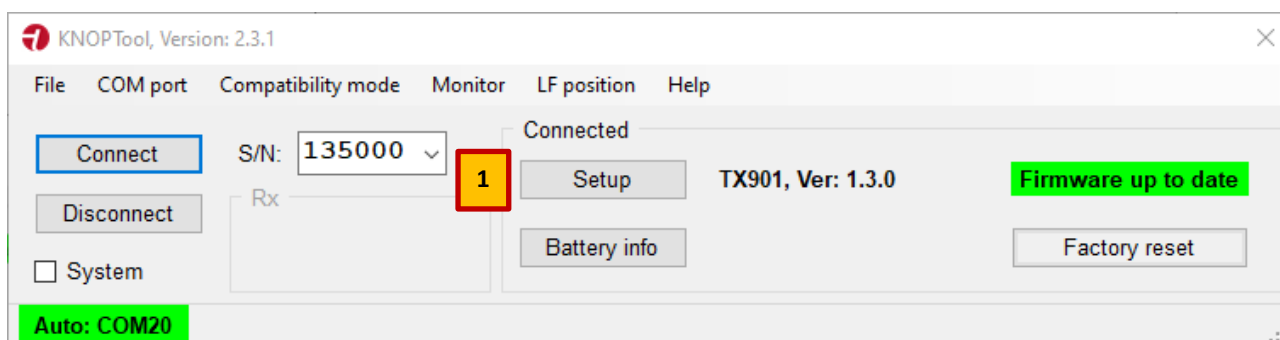 KNOPTool, Version: 2.3.1
File COM port Compatibility mode Monitor LF position Help
Connected
Connect S/N: 135000
1 Setup TX901, Ver: 1.3.0 Firmware up to date
Rx
Disconnect
Battery info Factory reset
System
Auto: COM20